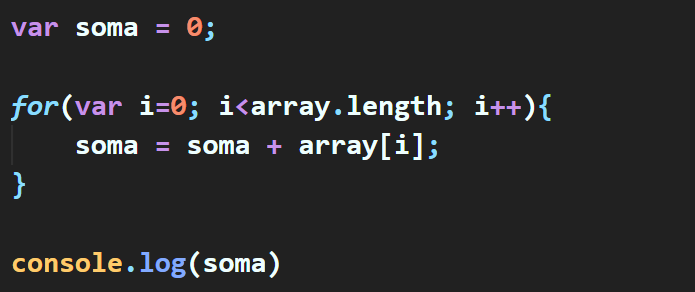 var soma = 0;
for(var i=0; i<array.length; i++){
soma = soma + array[i];
}
console.log(soma)